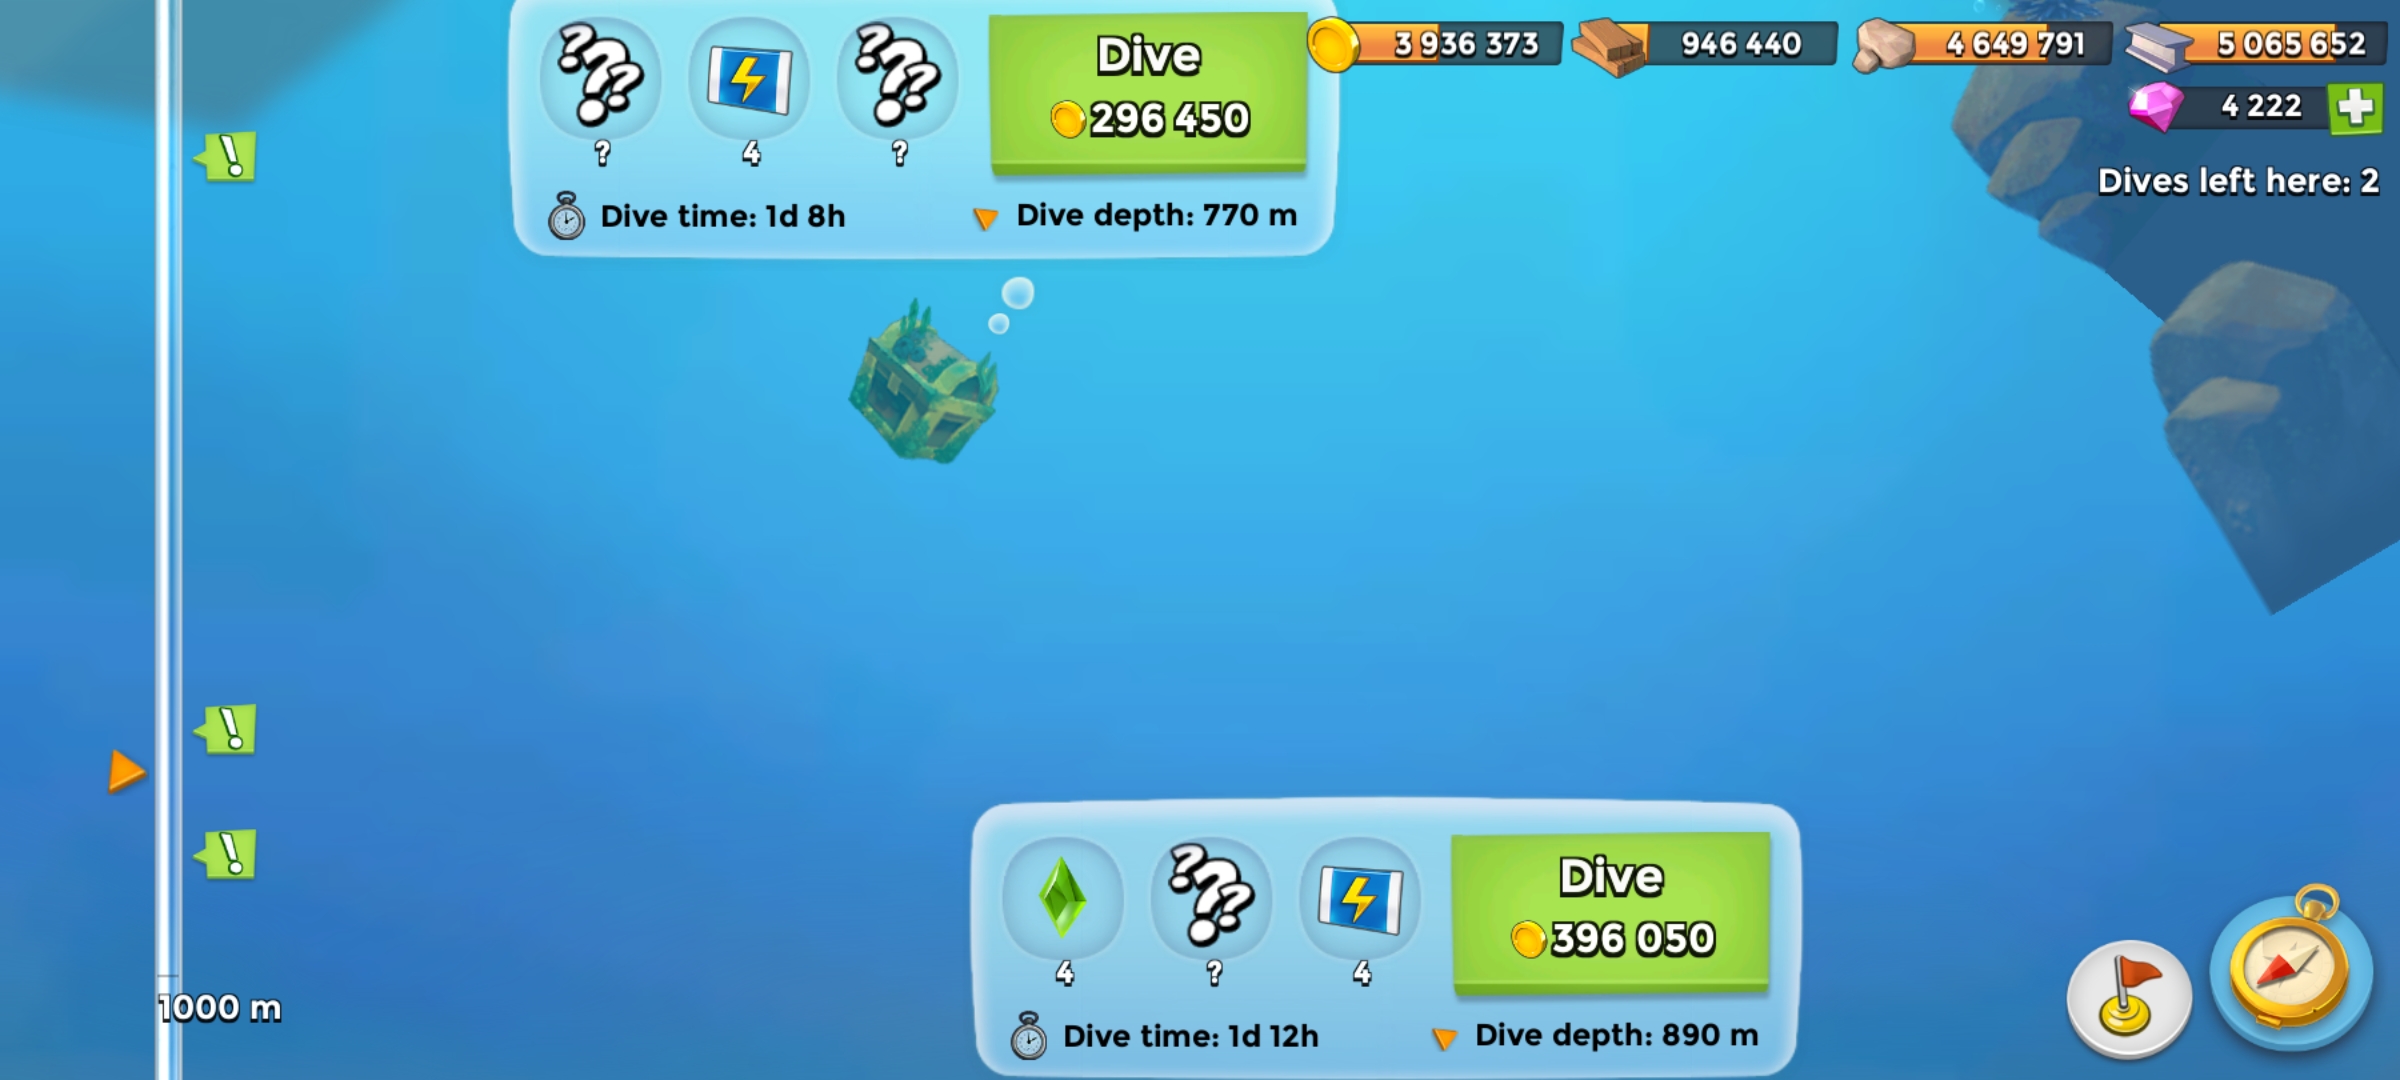 3 936 373
946 440
4 649 791
5 065 652
4 222
Dives left here: 2
???
?
4
???
?
Dive
296 450
Dive time: 1d 8h
Dive depth: 770 m
!
!
!
1000 m
4
???
?
4
Dive
396 050
Dive time: 1d 12h
Dive depth: 890 m